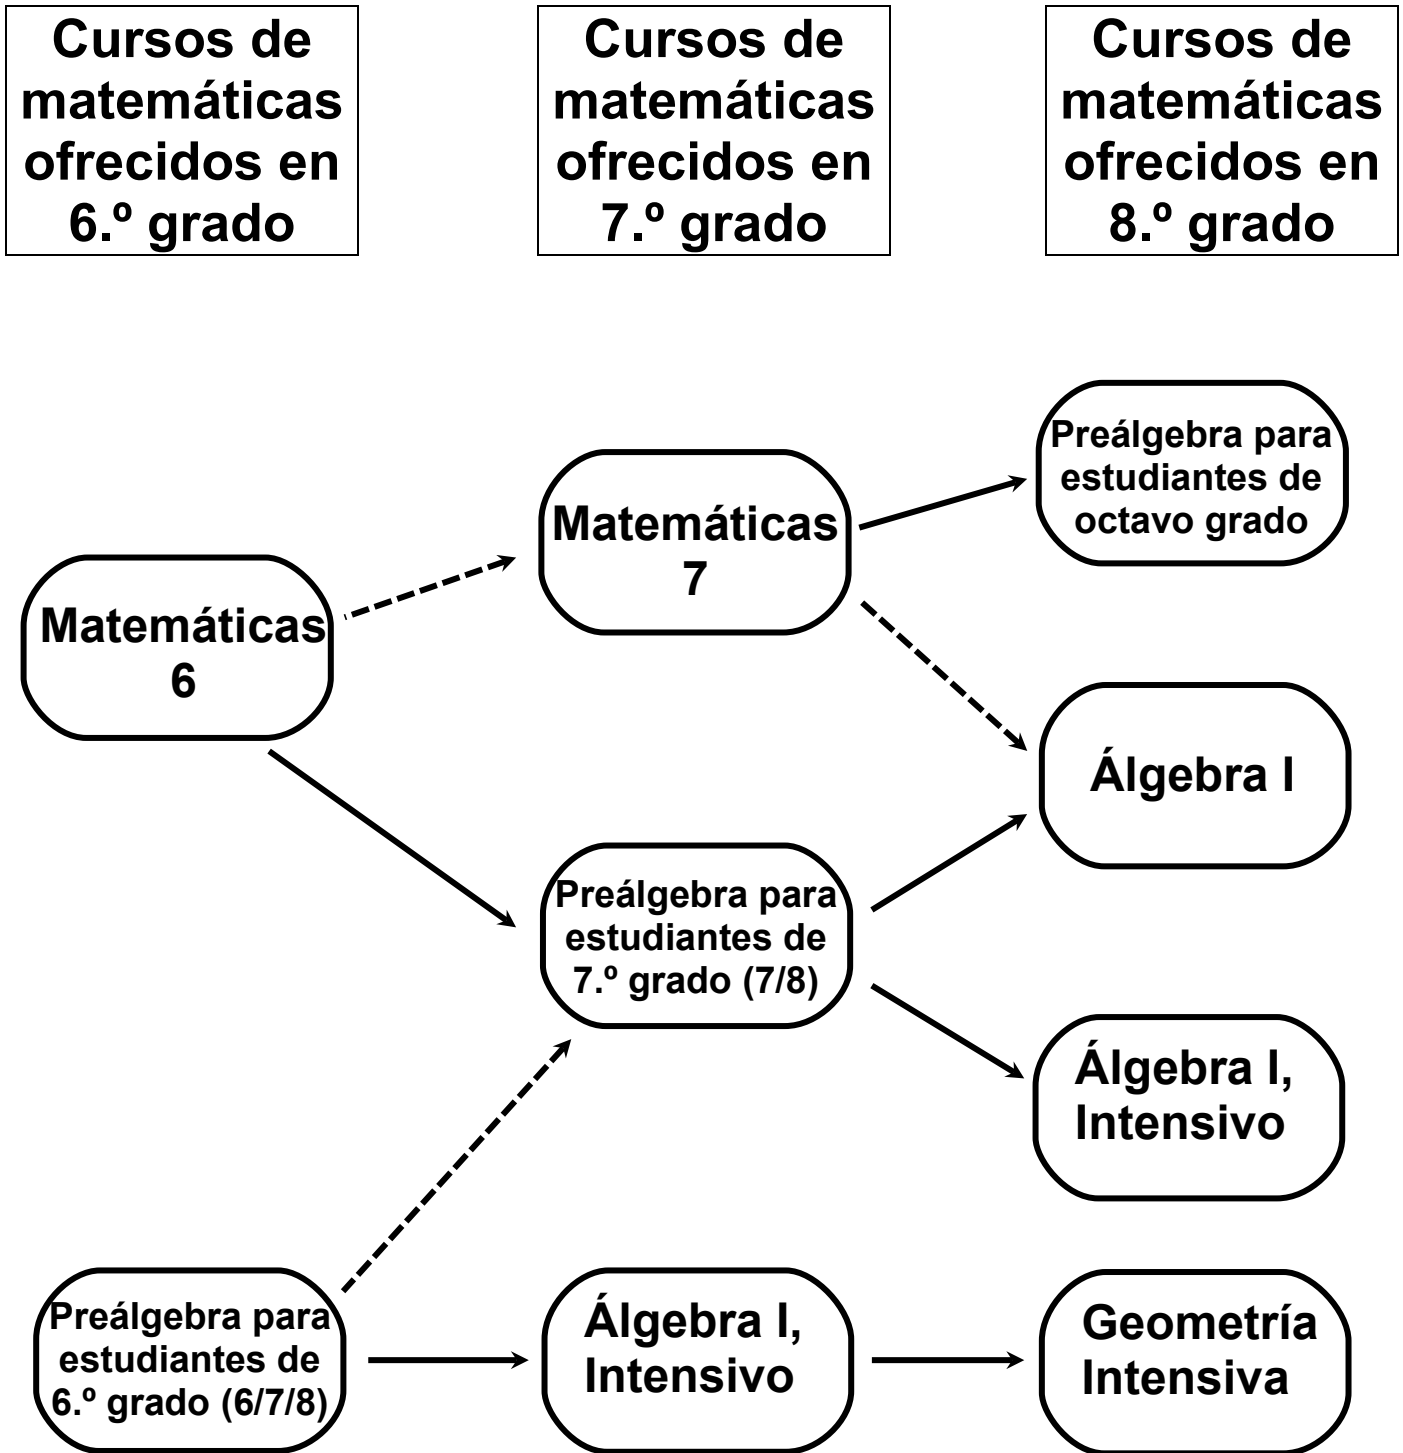 Cursos de
matemáticas
ofrecidos en
6.º grado
Cursos de
matemáticas
ofrecidos en
7.º grado
Cursos de
matemáticas
ofrecidos en
8.º grado
Matemáticas
6
Preálgebra para
estudiantes de
6.º grado (6/7/8)
Matemáticas
7
Preálgebra para
estudiantes de
7.º grado (7/8)
Álgebra I,
Intensivo
Preálgebra para
estudiantes de
octavo grado
Álgebra I
Álgebra I,
Intensivo
Geometría
Intensiva